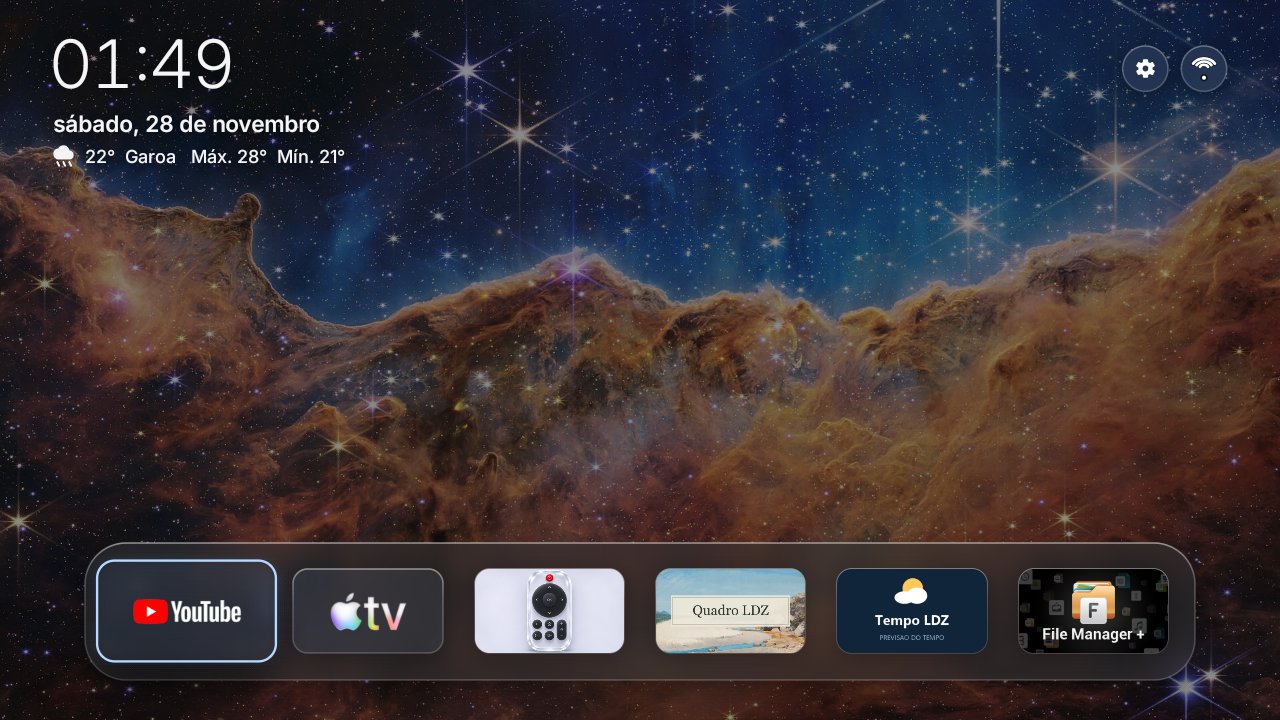 01:49
sábado, 28 de novembro
22° Garoa Máx. 28° Mín. 21°
YouTube
tv
Quadro LDZ
Tempo LDZ
PREVISAO DO TEMPO
F
File Manager +